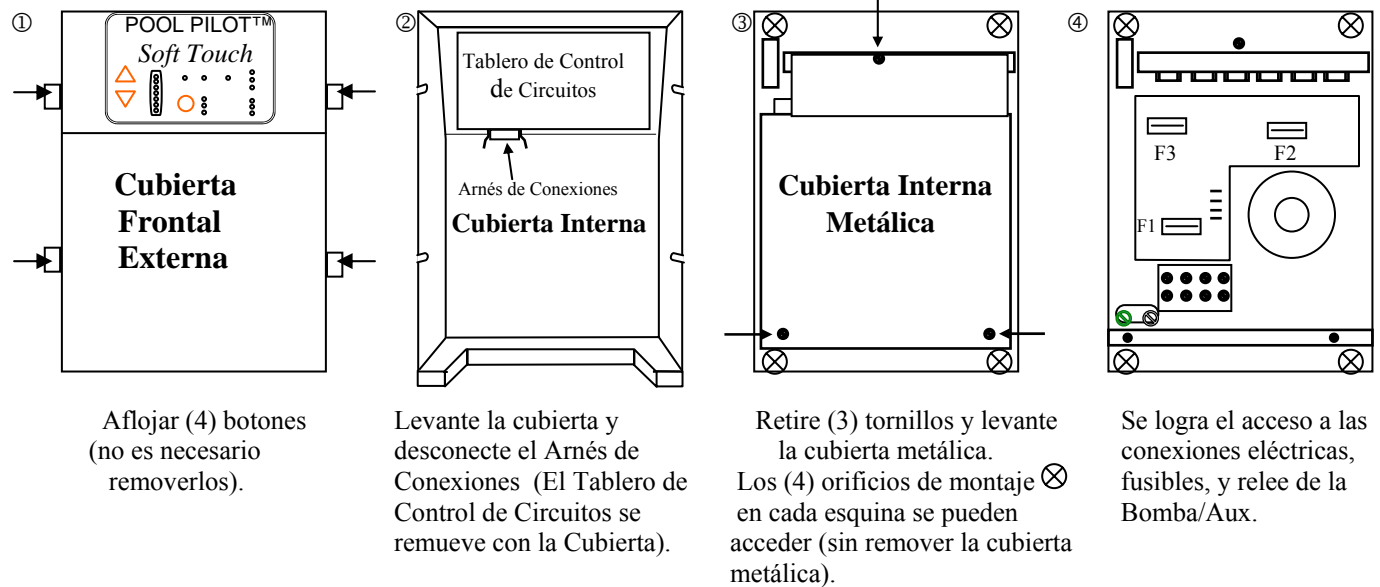 ①
POOL PILOT™
Soft Touch
Cubierta
Frontal
Externa
Aflojar (4) botones
(no es necesario
removerlos).
②
Tablero de Control
de Circuitos
Arnés de Conexiones
Cubierta Interna
Levante la cubierta y
desconecte el Arnés de
Conexiones (El Tablero de
Control de Circuitos se
remueve con la Cubierta).
③
Cubierta Interna
Metálica
Retire (3) tornillos y levante
la cubierta metálica.
Los (4) orificios de montaje ⊗
en cada esquina se pueden
acceder (sin remover la cubierta
metálica).
④
F3
F2
F1
Se logra el acceso a las
conexiones eléctricas,
fusibles, y relee de la
Bomba/Aux.